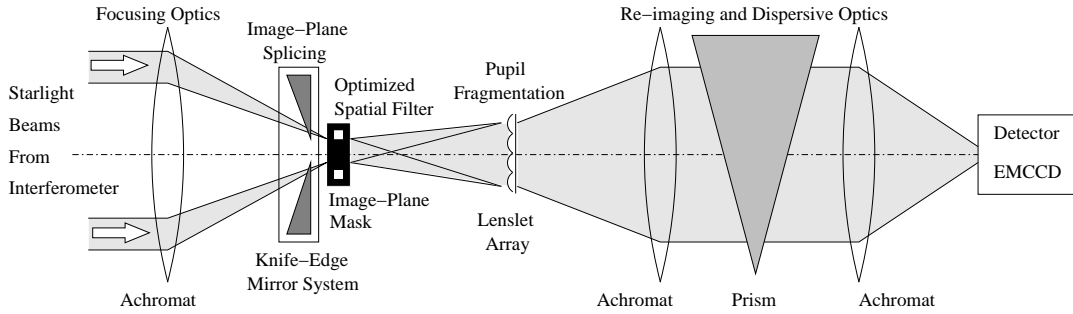 Focusing Optics
Image−Plane
Splicing
Optimized
Spatial Filter
Starlight
Beams
From
Interferometer
Image−Plane
Mask
Knife−Edge
Mirror System
Achromat
Pupil
Fragmentation
Lenslet
Array
Re−imaging and Dispersive Optics
Achromat
Prism
Achromat
Detector
EMCCD